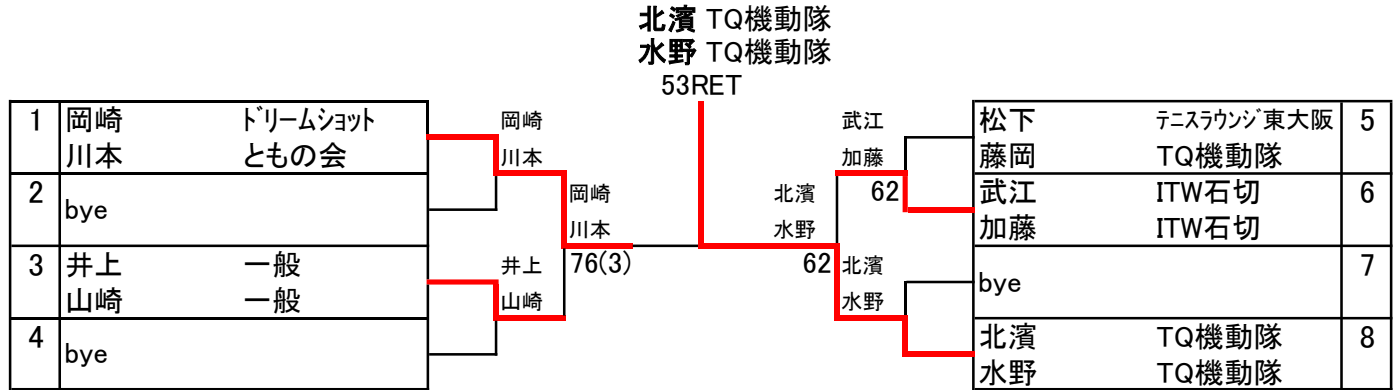 北濱 TQ機動隊
水野 TQ機動隊
53RET
1 岡崎 ドリームショット
川本 ともの会
2 bye
3 井上 一般
山崎 一般
4 bye
岡崎
川本
井上
山崎
岡崎
川本
76(3)
北濱
水野
62
武江
加藤
62
北濱
水野
松下 テニスラウンジ東大阪 5
藤岡 TQ機動隊
武江 ITW石切 6
加藤 ITW石切
bye 7
北濱 TQ機動隊 8
水野 TQ機動隊